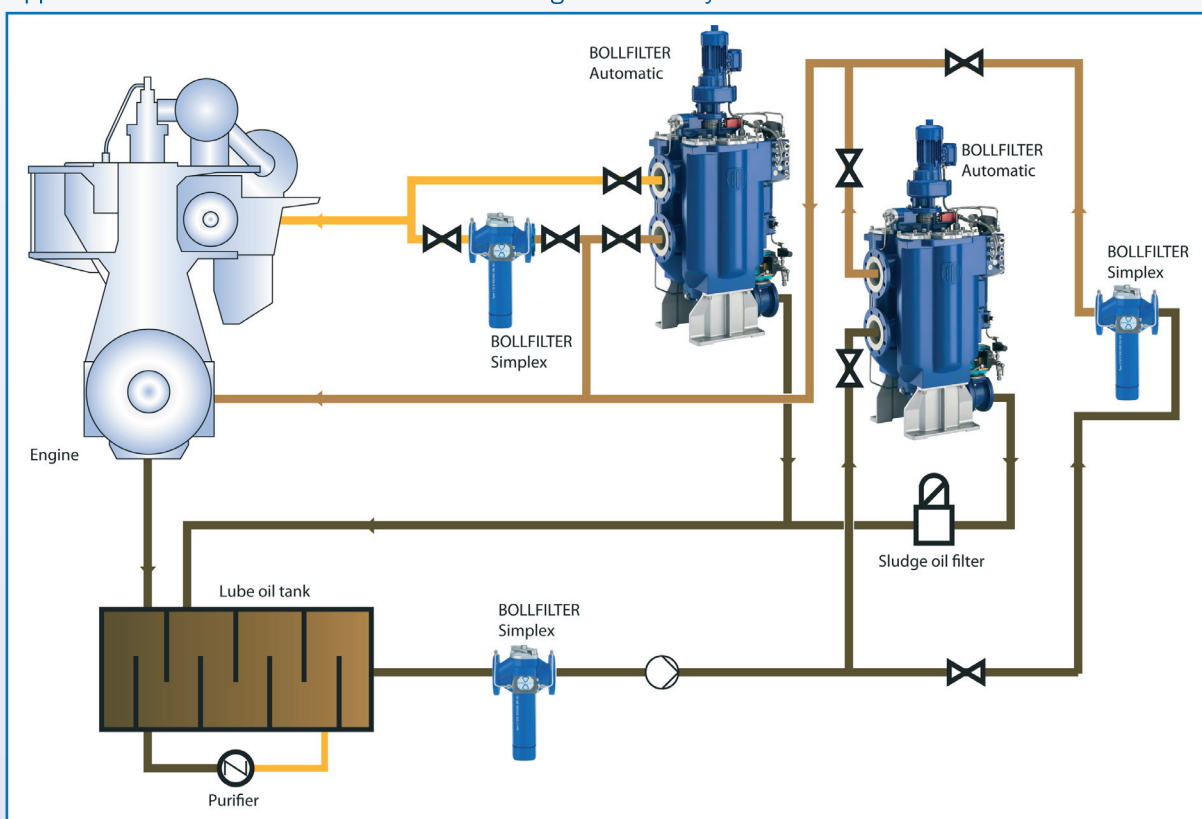 BOLLFILTER
Automatic
BOLLFILTER
Automatic
BOLLFILTER
Simplex
BOLLFILTER
Simplex
Engine
Sludge oil filter
Lube oil tank
BOLLFILTER
Simplex
Purifier